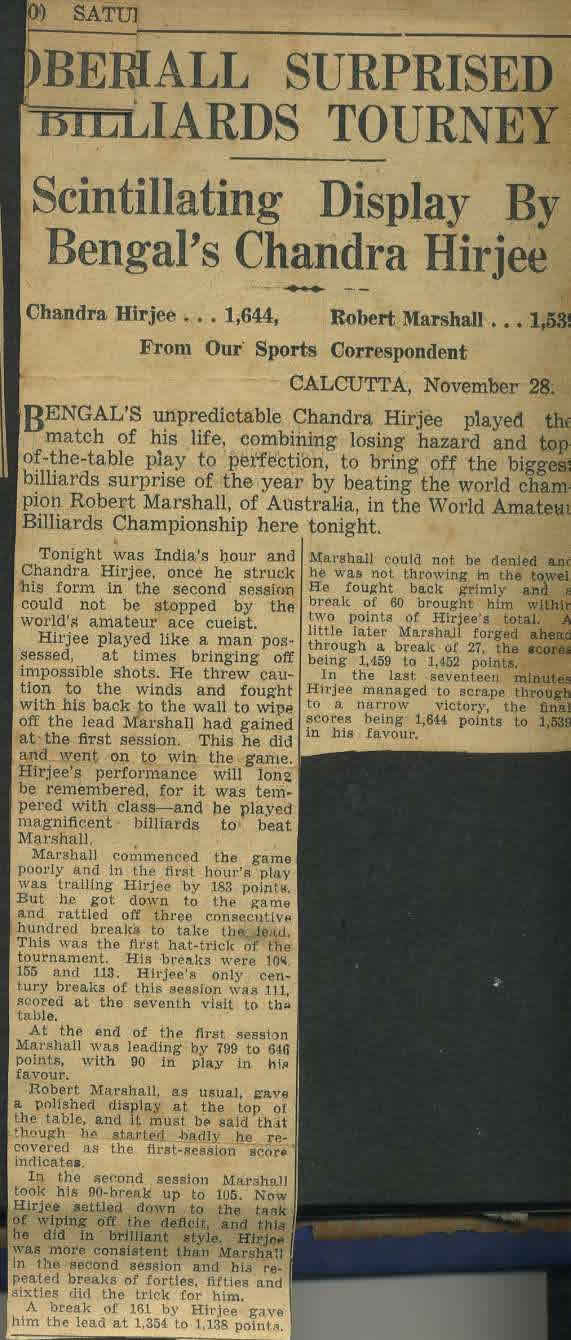 0) SATU
OBER
HALL SURPRISED
BILLIARDS TOURNEY
Scintillating Display By
Bengal's Chandra Hirjee
Chandra Hirjee . . . 1,644, Robert Marshall . . . 1,539
From Our Sports Correspondent
CALCUTTA, November 28.
BENGAL'S unpredictable Chandra Hirjee played the
match of his life, combining losing hazard and top-
of-the-table play to perfection, to bring off the biggest
billiards surprise of the year by beating the world cham-
pion Robert Marshall, of Australia, in the World Amateur
Billiards Championship here tonight.
Tonight was India's hour and
Chandra Hirjee, once he struck
his form in the second session
could not be stopped by the
world's amateur ace cueist.
Hirjee played like a man pos-
sessed, at times bringing off
impossible shots. He threw cau-
tion to the winds and fought
with his back to the wall to wipe
off the lead Marshall had gained
at the first session. This he did
and went on to win the game.
Hirjee's performance will long
be remembered, for it was tem-
pered with class—and he played
magnificent billiards to beat
Marshall.
Marshall commenced the game
poorly and in the first hour's play
was trailing Hirjee by 183 points.
But he got down to the game
and rattled off three consecutive
hundred breaks to take the lead.
This was the first hat-trick of the
tournament. His breaks were 108,
155 and 113. Hirjee's only cen-
tury breaks of this session was 111,
scored at the seventh visit to the
table.
At the end of the first session
Marshall was leading by 799 to 646
points, with 90 in play in his
favour.
Robert Marshall, as usual, gave
a polished display at the top of
the table, and it must be said that
though he started badly he re-
covered as the first-session score
indicates.
In the second session Marshall
took his 90-break up to 105. Now
Hirjee settled down to the task
of wiping off the deficit, and this
he did in brilliant style. Hirjee
was more consistent than Marshall
in the second session and his re-
peated breaks of forties, fifties and
sixties did the trick for him.
A break of 161 by Hirjee gave
him the lead at 1,354 to 1,138 points.
Marshall could not be denied and
he was not throwing in the towel.
He fought back grimly and a
break of 60 brought him within
two points of Hirjee's total. A
little later Marshall forged ahead
through a break of 27, the scores
being 1,459 to 1,452 points.
In the last seventeen minutes
Hirjee managed to scrape through
to a narrow victory, the final
scores being 1,644 points to 1,539
in his favour.